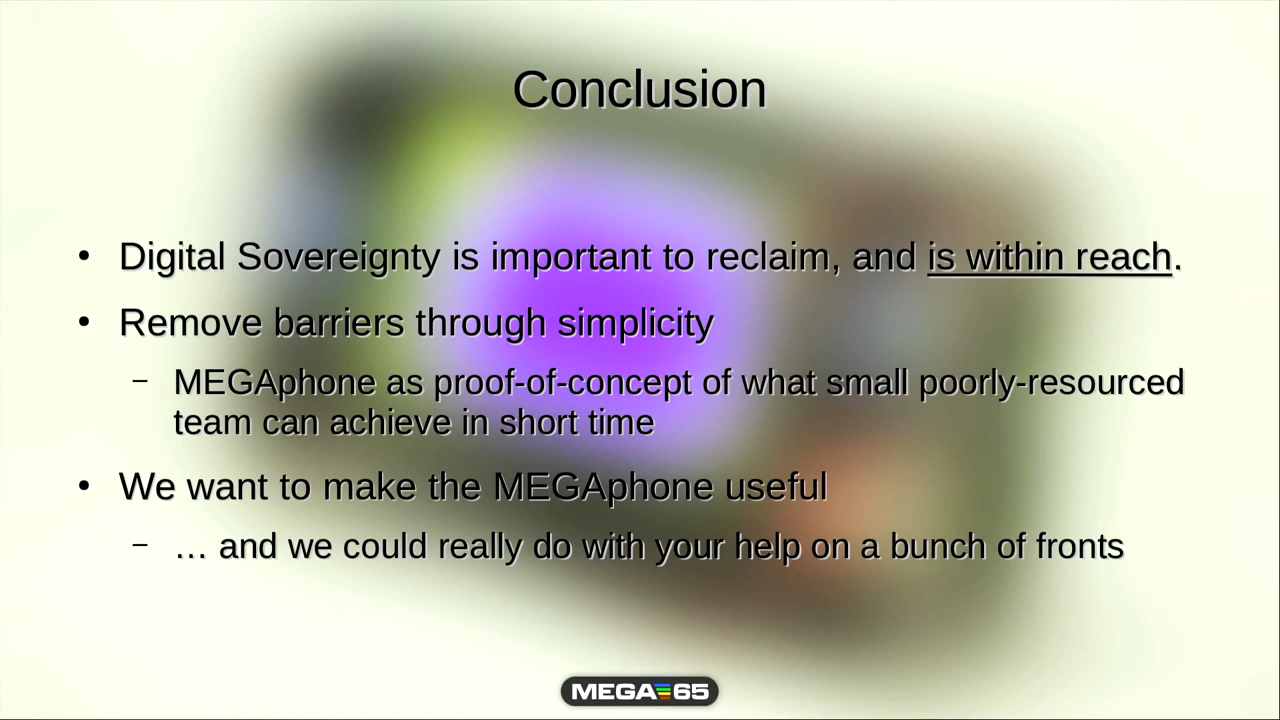 Conclusion
• Digital Sovereignty is important to reclaim, and is within reach.
• Remove barriers through simplicity
– MEGAphone as proof-of-concept of what small poorly-resourced
team can achieve in short time
• We want to make the MEGAphone useful
– … and we could really do with your help on a bunch of fronts
MEGA 65